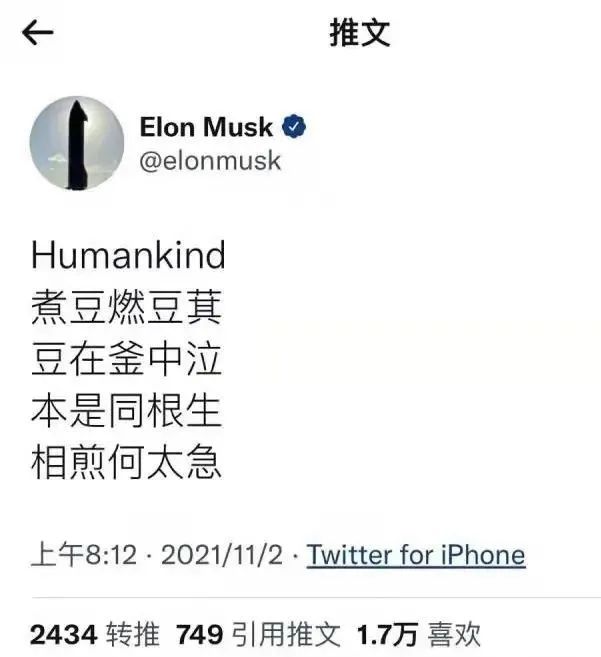 推文
Elon Musk
@elonmusk
Humankind
煮豆燃豆萁
豆在釜中泣
本是同根生
相煎何太急
上午8:12 · 2021/11/2 · Twitter for iPhone
2434 转推 749 引用推文 1.7万 喜欢